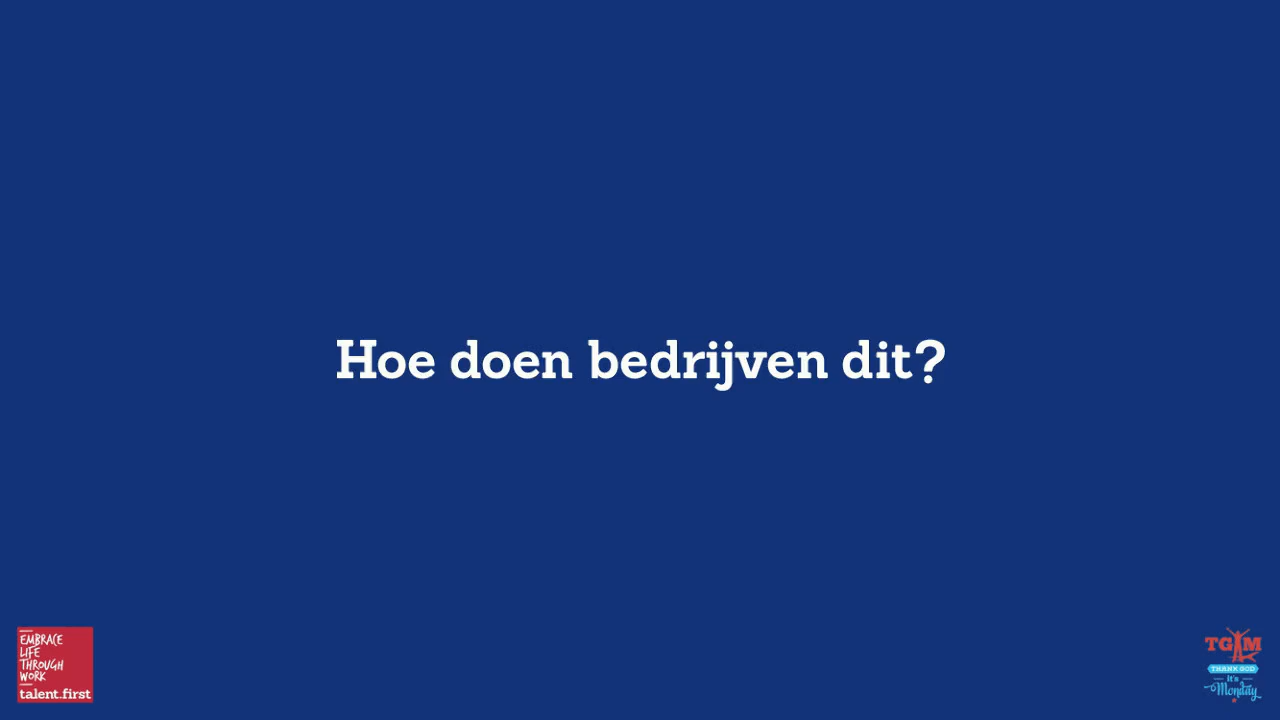 Hoe doen bedrijven dit?
EMBRACE
LIFE
THROUGH
WORK
talent.first
TGIM
THANK GOD
it's
Monday